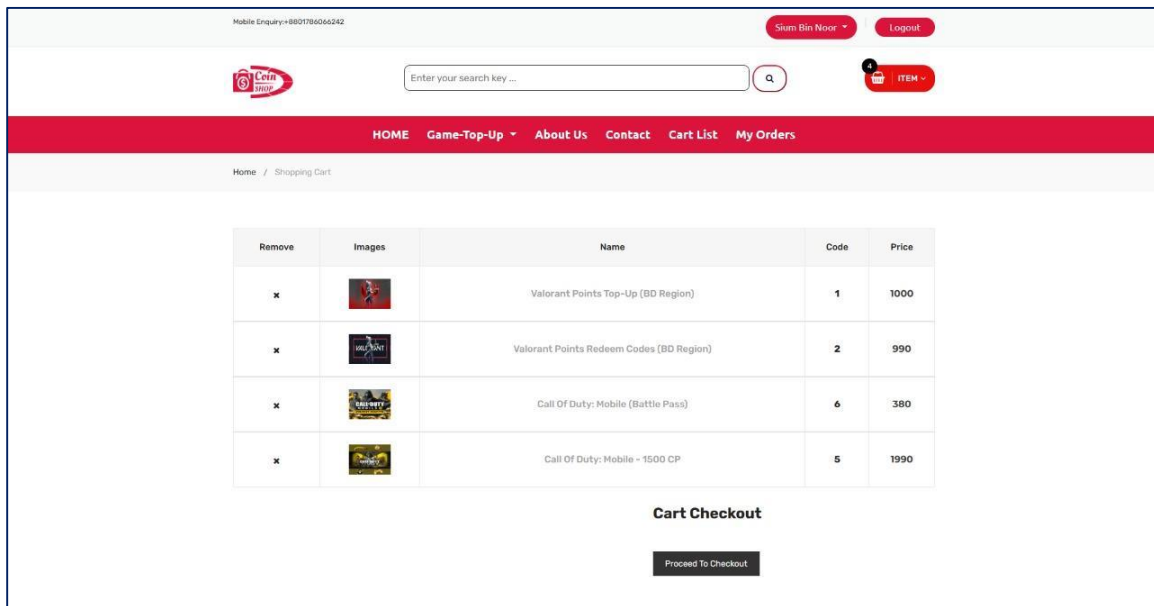 Mobile Enquiry:+8801786066242
Sium Bin Noor
Logout
Coin
SHOP
Enter your search key ...
4
ITEM
HOME Game-Top-Up About Us Contact Cart List My Orders
Home / Shopping Cart
Remove Images Name Code Price
Valorant Points Top-Up (BD Region) 1 1000
VALORANT
Valorant Points Redeem Codes (BD Region) 2 990
CALL OF DUTY
Call Of Duty: Mobile (Battle Pass) 6 380
Call Of Duty: Mobile - 1500 CP 5 1990
Cart Checkout
Proceed To Checkout